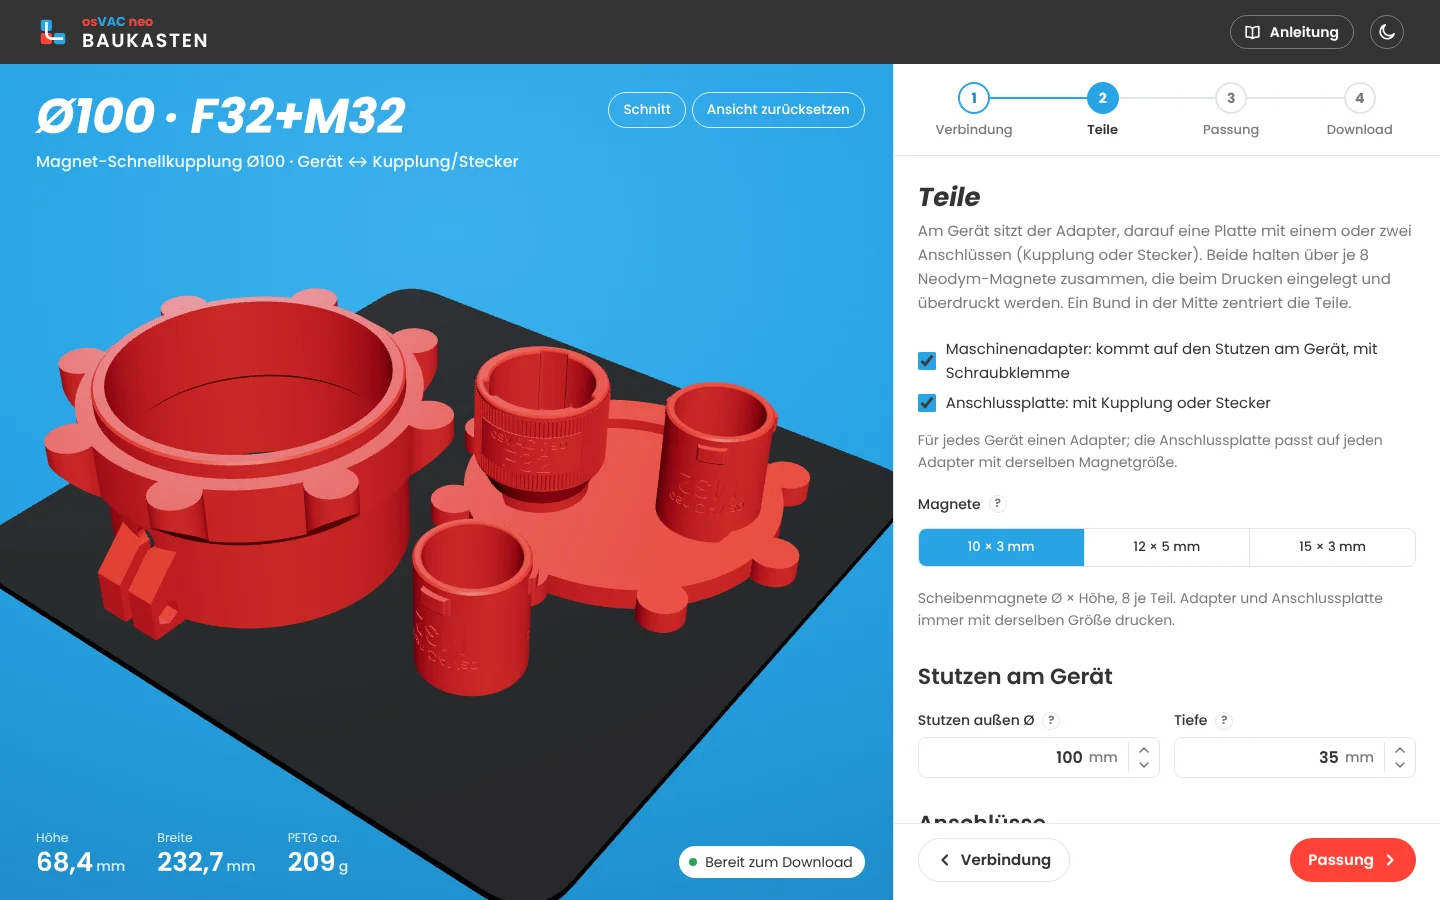 osVAC neo
BAUKASTEN
Anleitung
Ø100 · F32+M32
Magnet-Schnellkupplung Ø100 · Gerät ↔ Kupplung/Stecker
Schnitt
Ansicht zurücksetzen
Höhe
68,4 mm
Breite
232,7 mm
PETG ca.
209 g
Bereit zum Download
1
Verbindung
2
Teile
3
Passung
4
Download
Teile
Am Gerät sitzt der Adapter, darauf eine Platte mit einem oder zwei
Anschlüssen (Kupplung oder Stecker). Beide halten über je 8
Neodym-Magnete zusammen, die beim Drucken eingelegt und
überdruckt werden. Ein Bund in der Mitte zentriert die Teile.
Maschinenadapter: kommt auf den Stutzen am Gerät, mit
Schraubklemme
Anschlussplatte: mit Kupplung oder Stecker
Für jedes Gerät einen Adapter; die Anschlussplatte passt auf jeden
Adapter mit derselben Magnetgröße.
Magnete ?
10 × 3 mm
12 × 5 mm
15 × 3 mm
Scheibenmagnete Ø × Höhe, 8 je Teil. Adapter und Anschlussplatte
immer mit derselben Größe drucken.
Stutzen am Gerät
Stutzen außen Ø ?
100 mm
Tiefe ?
35 mm
Anschlüsse
Verbindung
Passung